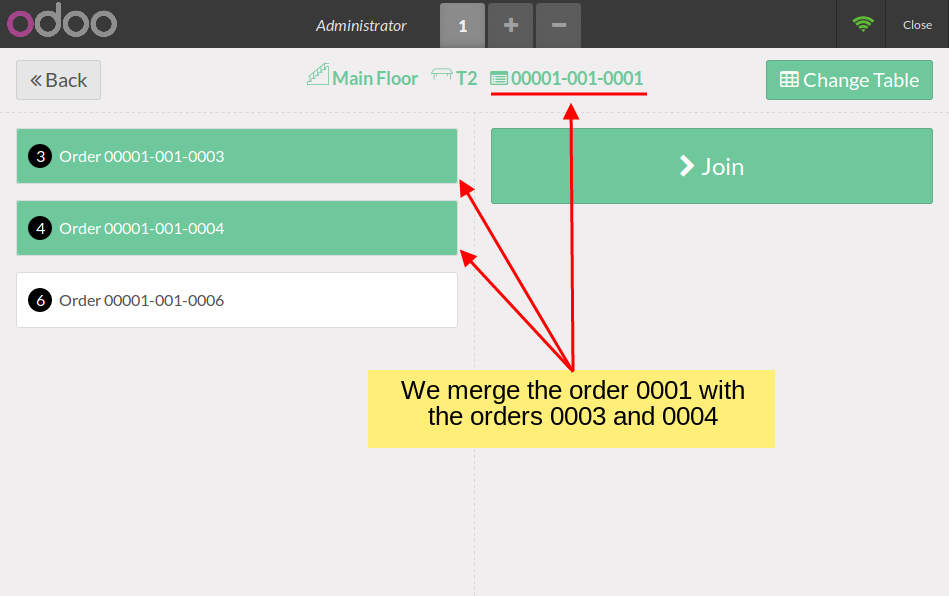 odoo
Administrator
1
+
−
Close
« Back
Main Floor
T2
00001-001-0001
Change Table
3 Order 00001-001-0003
Join
4 Order 00001-001-0004
6 Order 00001-001-0006
We merge the order 0001 with
the orders 0003 and 0004